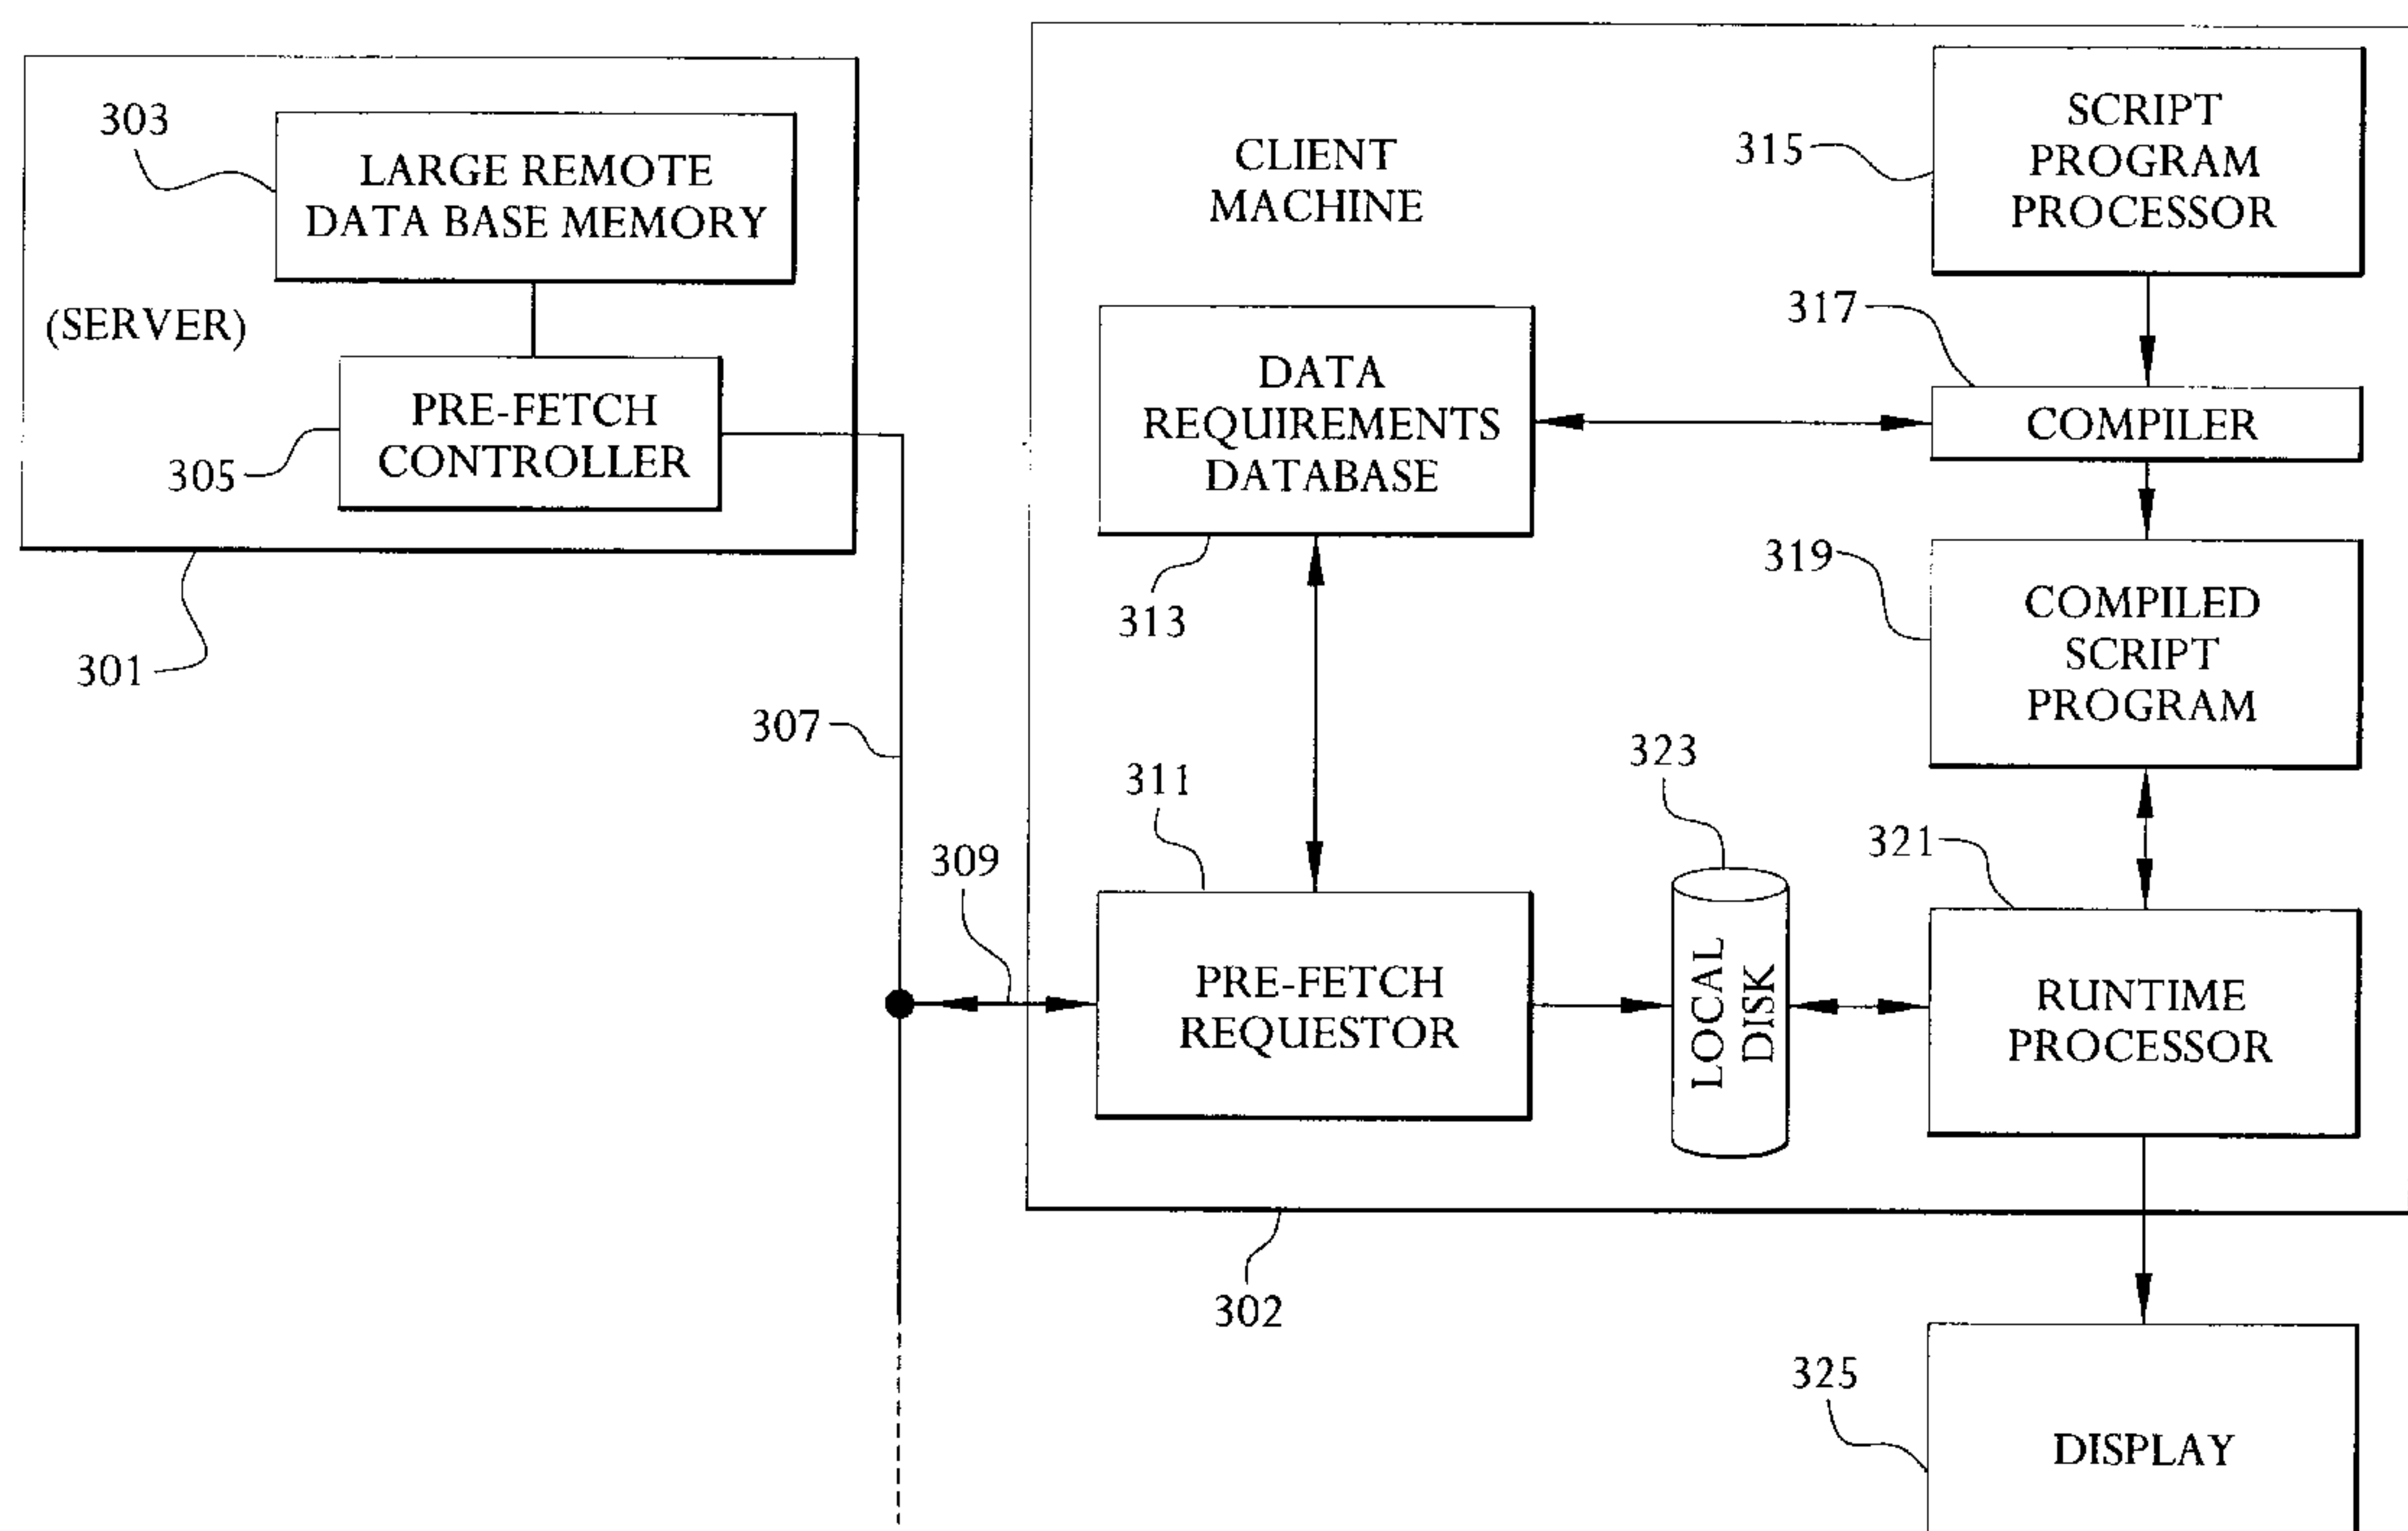 303
LARGE REMOTE
DATA BASE MEMORY
(SERVER)
PRE-FETCH
CONTROLLER
305
301
307
309
CLIENT
MACHINE
315
SCRIPT
PROGRAM
PROCESSOR
317
COMPILER
DATA
REQUIREMENTS
DATABASE
313
319
COMPILED
SCRIPT
PROGRAM
311
PRE-FETCH
REQUESTOR
323
LOCAL
DISK
321
RUNTIME
PROCESSOR
302
325
DISPLAY